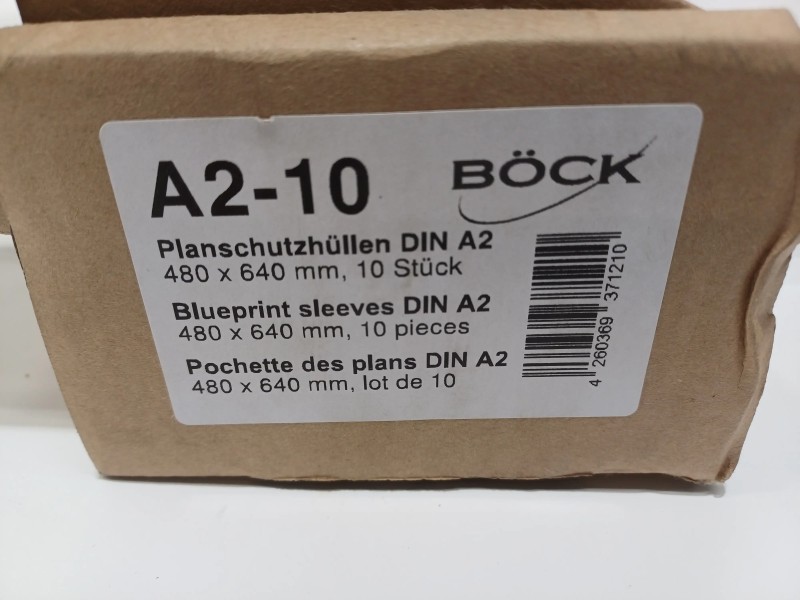 A2-10
BÖCK
Planschutzhüllen DIN A2
480 x 640 mm, 10 Stück
Blueprint sleeves DIN A2
480 x 640 mm, 10 pieces
Pochette des plans DIN A2
480 x 640 mm, lot de 10
4 260369 371210